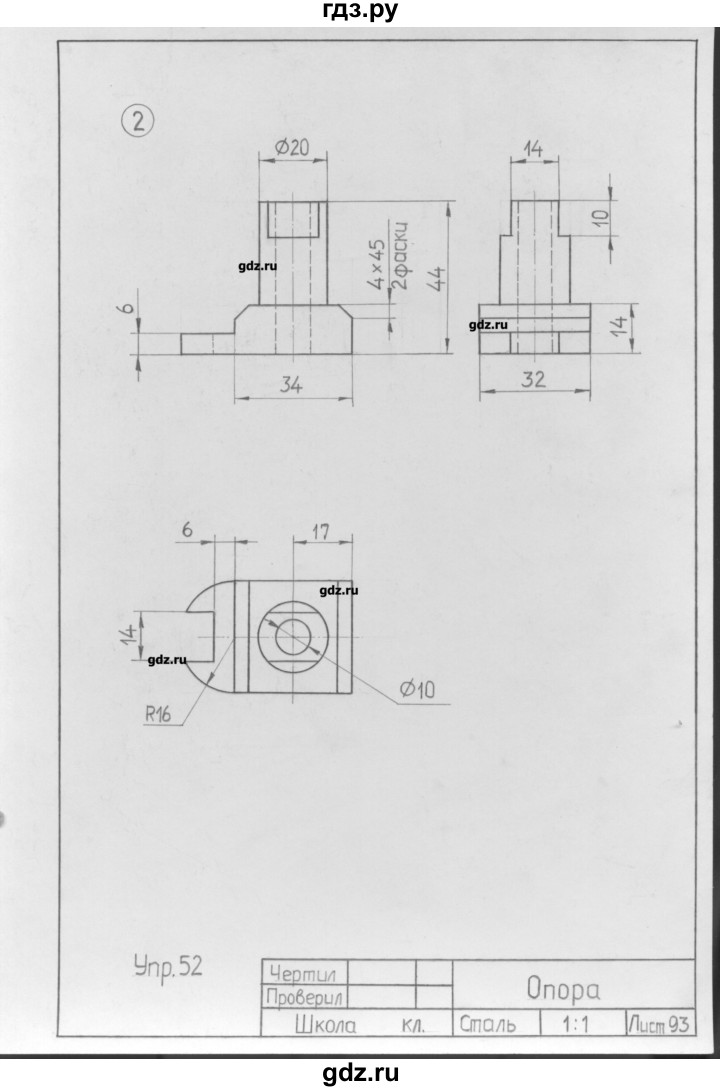 гдз.ру
2
Ø20
14
10
4×45
2 фаски
44
gdz.ru
6
gdz.ru
14
34
32
6
17
gdz.ru
14
gdz.ru
Ø10
R16
Упр. 52
Чертил
Проверил
Опора
Школа кл.
Сталь
1:1
Лист 93
gdz.ru